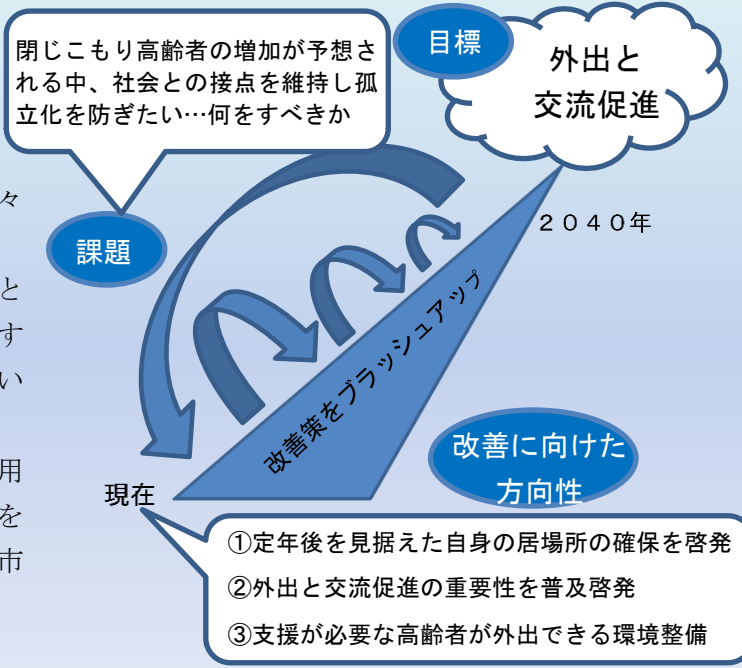 閉じこもり高齢者の増加が予想さ
れる中、社会との接点を維持し孤
立化を防ぎたい…何をすべきか
目標
外出と
交流促進
々
課題
２０４０年
と
す
い
改善策をブラッシュアップ
用
を
市
改善に向けた
方向性
現在
①定年後を見据えた自身の居場所の確保を啓発
②外出と交流促進の重要性を普及啓発
③支援が必要な高齢者が外出できる環境整備